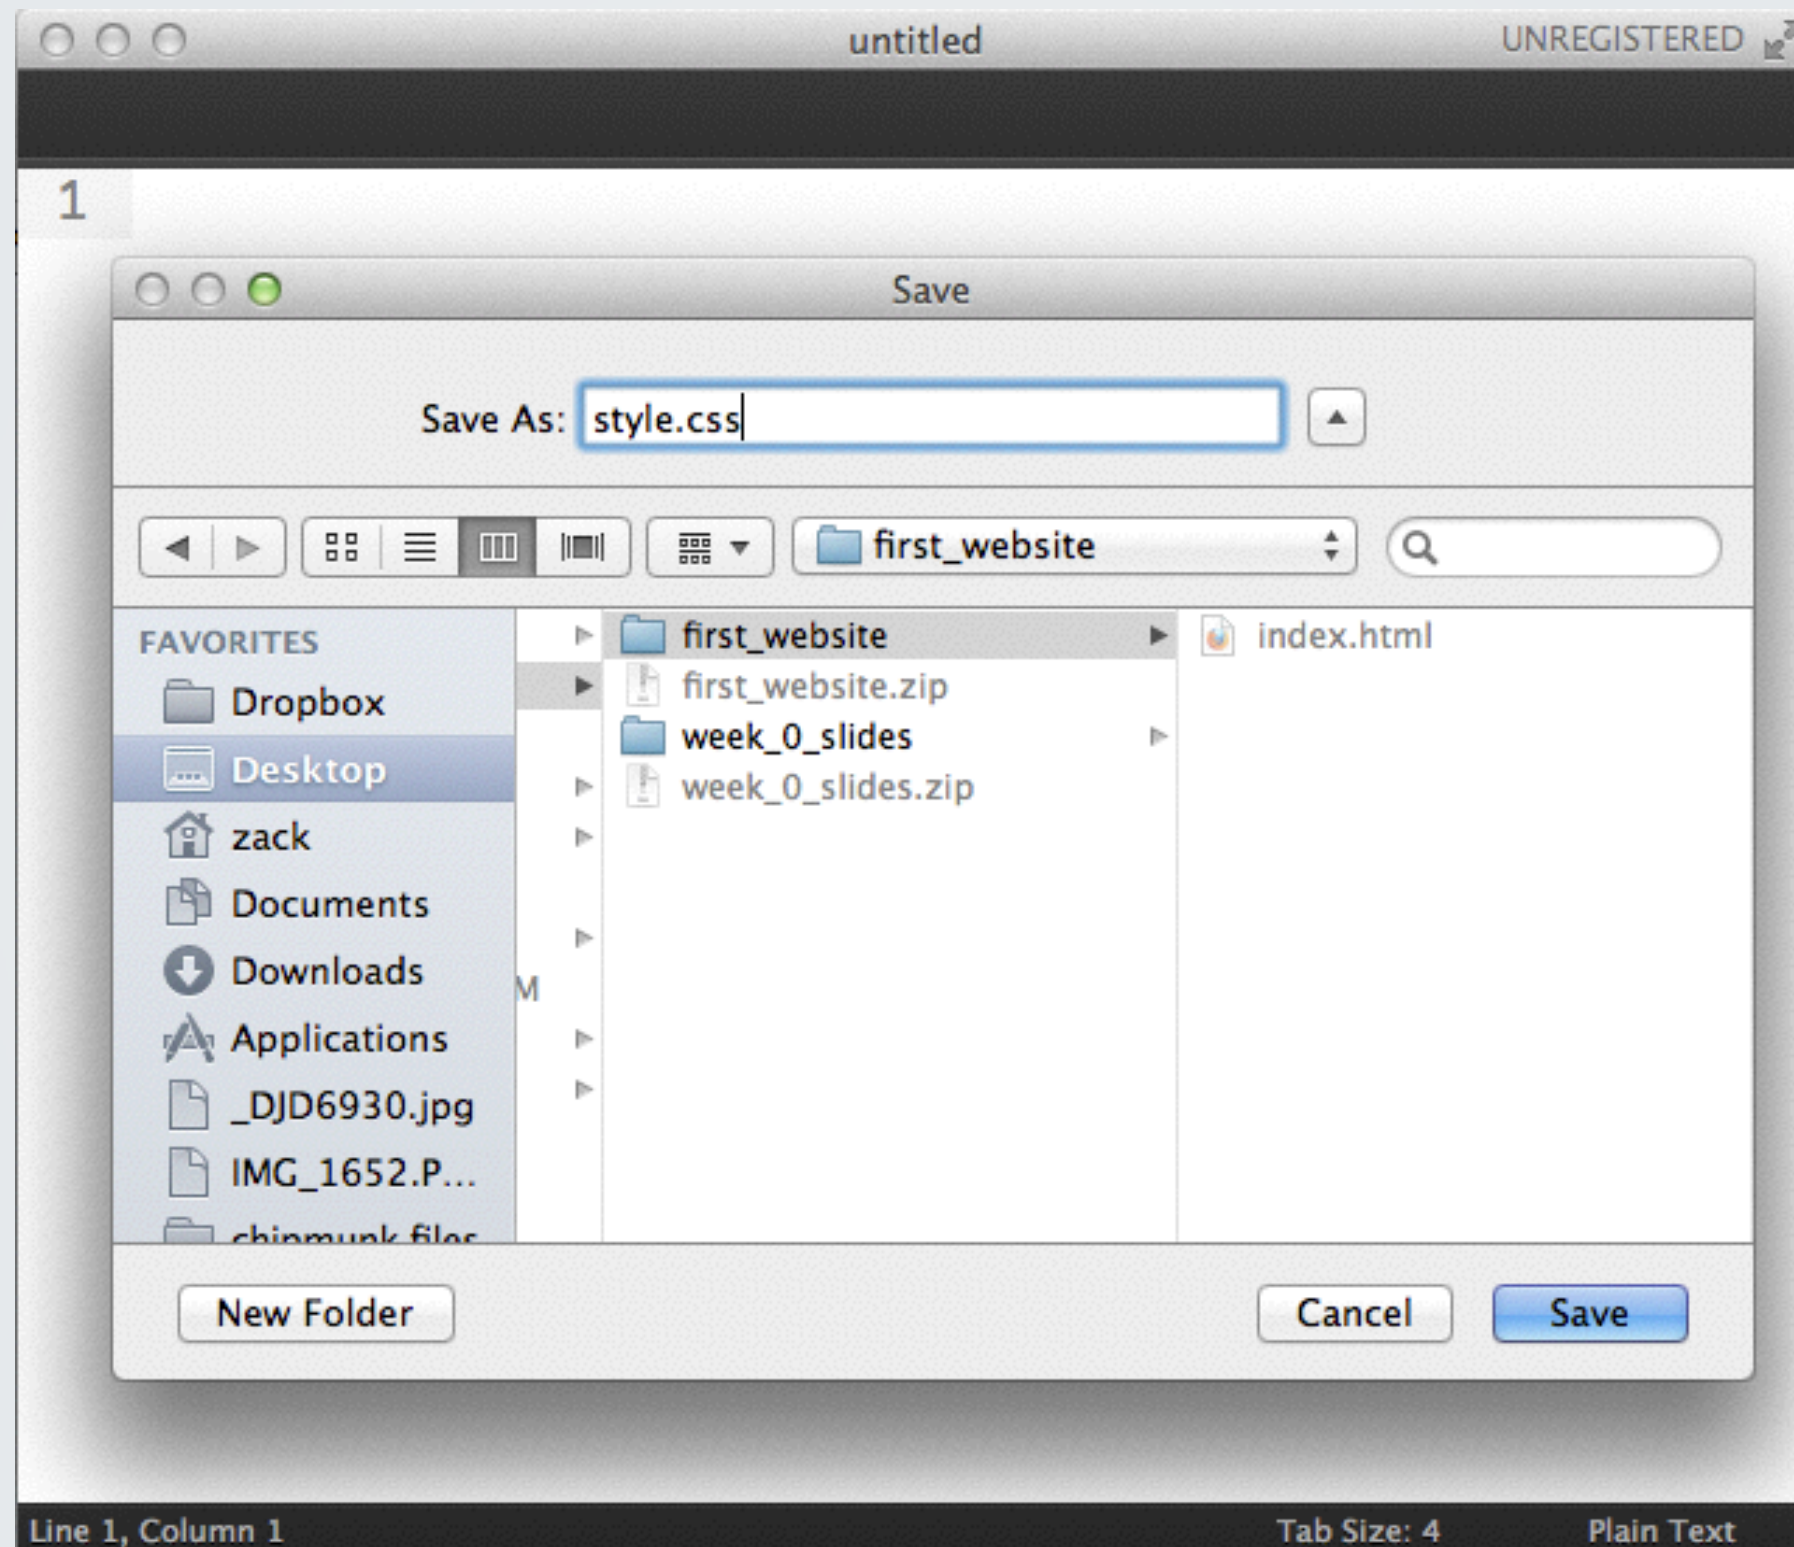 untitled
UNREGISTERED
1
Save
Save As: style.css
first_website
FAVORITES
Dropbox
Desktop
zack
Documents
Downloads
Applications
_DJD6930.jpg
IMG_1652.P...
chipmunk files
M
first_website
first_website.zip
week_0_slides
week_0_slides.zip
index.html
New Folder
Cancel
Save
Line 1, Column 1
Tab Size: 4
Plain Text